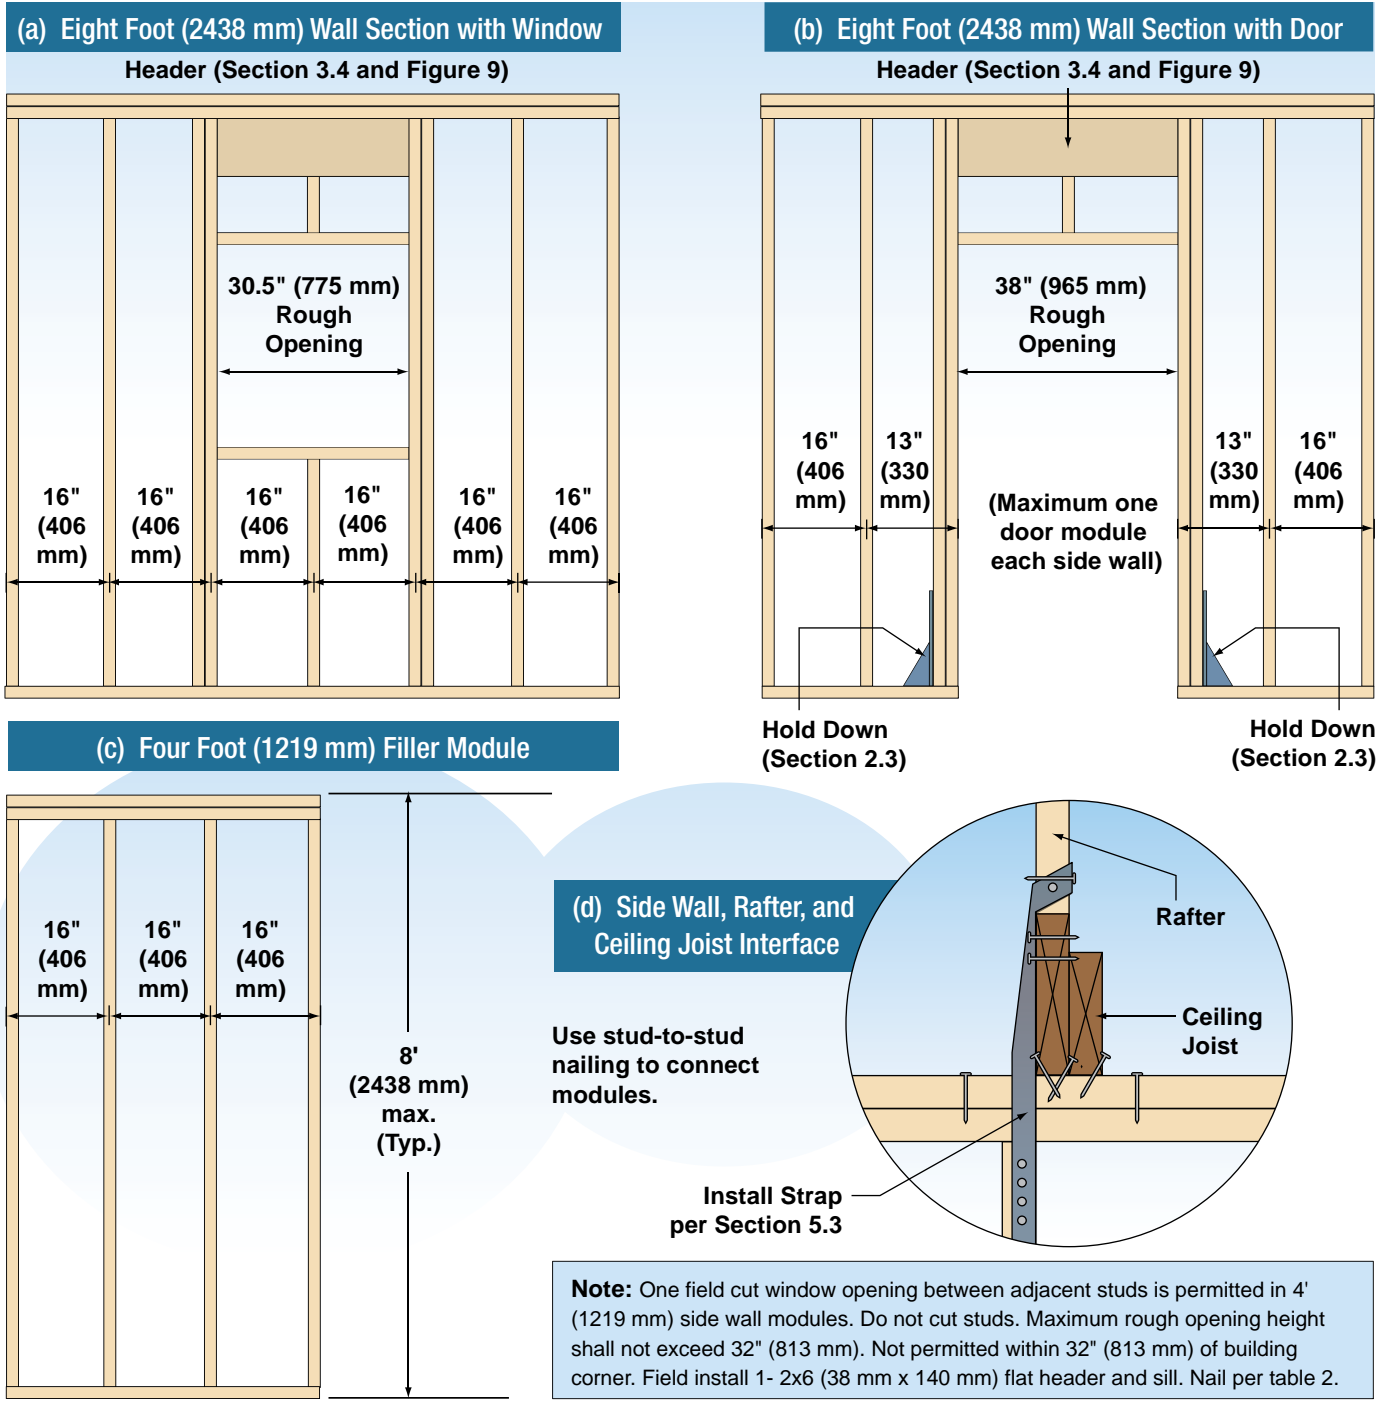 (a) Eight Foot (2438 mm) Wall Section with Window
Header (Section 3.4 and Figure 9)
30.5" (775 mm)
Rough
Opening
16"
(406
mm)
16"
(406
mm)
16"
(406
mm)
16"
(406
mm)
16"
(406
mm)
16"
(406
mm)
(b) Eight Foot (2438 mm) Wall Section with Door
Header (Section 3.4 and Figure 9)
38" (965 mm)
Rough
Opening
16"
(406
mm)
13"
(330
mm)
(Maximum one
door module
each side wall)
13"
(330
mm)
16"
(406
mm)
Hold Down
(Section 2.3)
Hold Down
(Section 2.3)
(c) Four Foot (1219 mm) Filler Module
16"
(406
mm)
16"
(406
mm)
16"
(406
mm)
8'
(2438 mm)
max.
(Typ.)
(d) Side Wall, Rafter, and
Ceiling Joist Interface
Use stud-to-stud
nailing to connect
modules.
Rafter
Ceiling
Joist
Install Strap
per Section 5.3
Note: One field cut window opening between adjacent studs is permitted in 4'
(1219 mm) side wall modules. Do not cut studs. Maximum rough opening height
shall not exceed 32" (813 mm). Not permitted within 32" (813 mm) of building
corner. Field install 1- 2x6 (38 mm x 140 mm) flat header and sill. Nail per table 2.